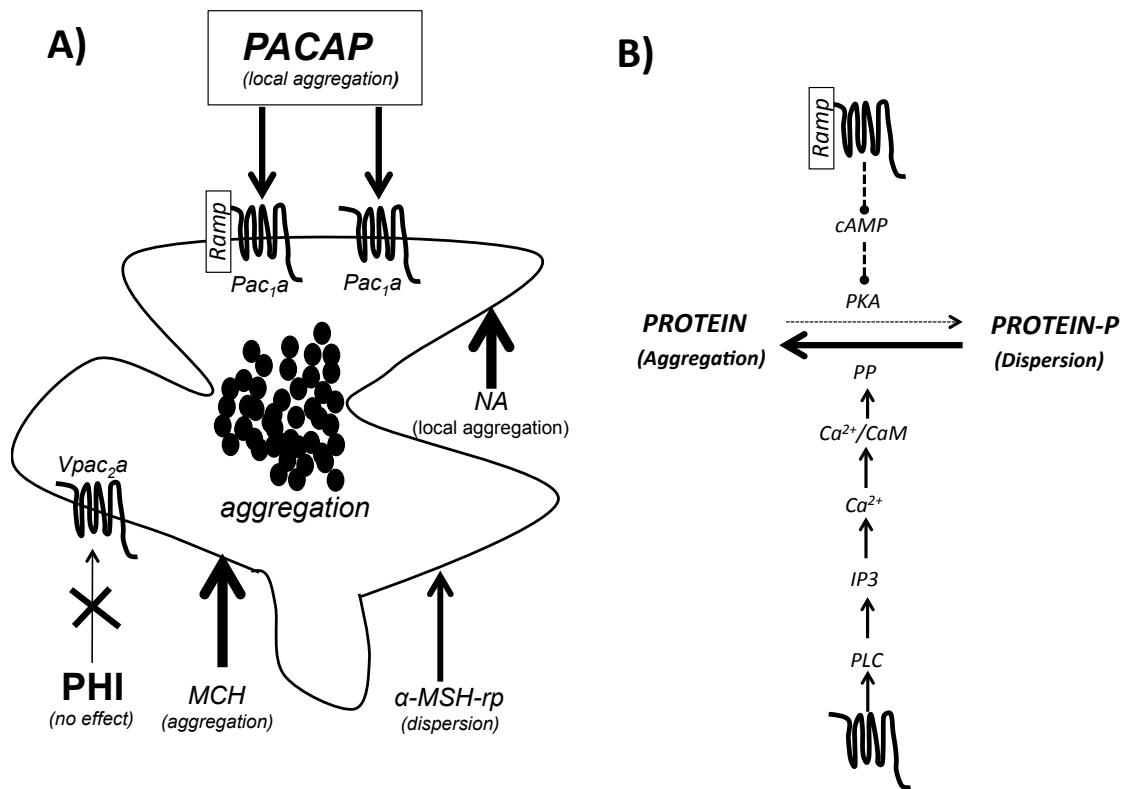 A)
PACAP
(local aggregation)
Ramp
Pac₁a
Pac₁a
NA
(local aggregation)
Vpac₂a
aggregation
PHI
(no effect)
MCH
(aggregation)
α-MSH-rp
(dispersion)
B)
Ramp
cAMP
PKA
PROTEIN
(Aggregation)
PROTEIN-P
(Dispersion)
PP
Ca²⁺/CaM
Ca²⁺
IP3
PLC